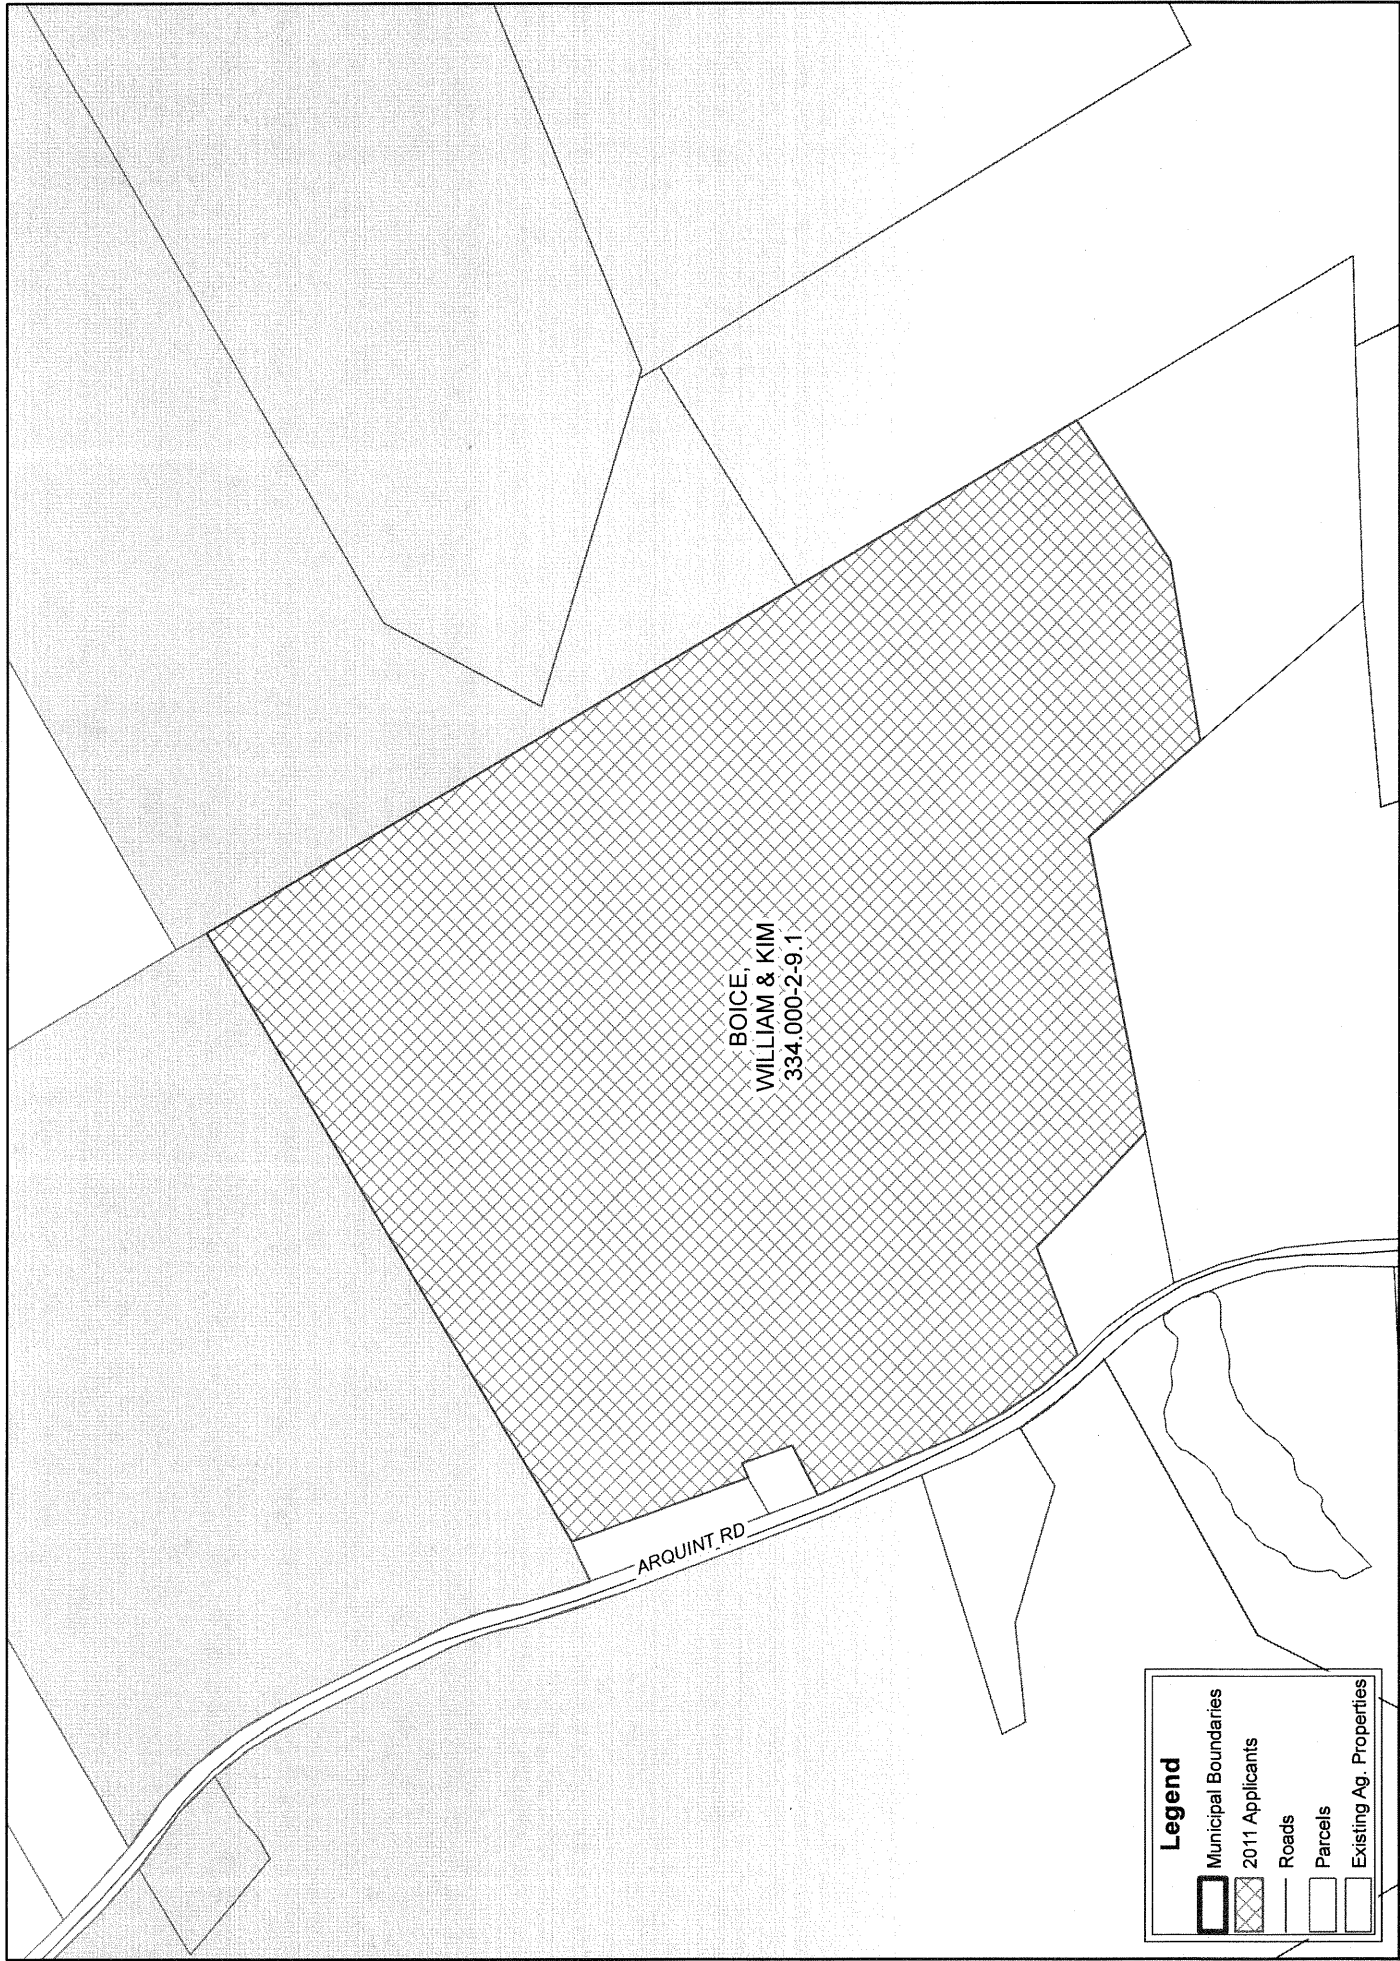 BOICE,
WILLIAM & KIM
334.000-2-9.1
ARQUINT RD
Legend
Municipal Boundaries
2011 Applicants
Roads
Parcels
Existing Ag. Properties